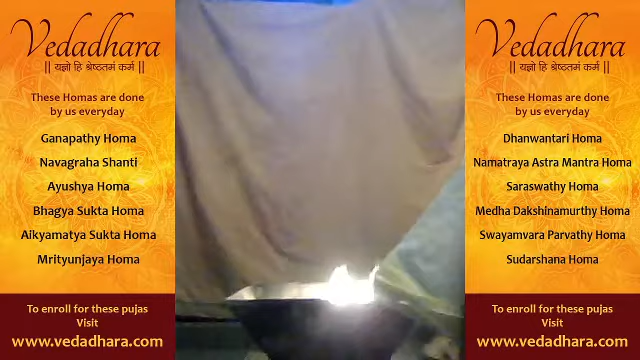 Vedadhara
|| यज्ञो हि श्रेष्ठतमं कर्म ||
These Homas are done
by us everyday
Ganapathy Homa
Navagraha Shanti
Ayushya Homa
Bhagya Sukta Homa
Aikyamatya Sukta Homa
Mrityunjaya Homa
To enroll for these pujas
Visit
www.vedadhara.com
Vedadhara
|| यज्ञो हि श्रेष्ठतमं कर्म ||
These Homas are done
by us everyday
Dhanwantari Homa
Namatraya Astra Mantra Homa
Saraswathy Homa
Medha Dakshinamurthy Homa
Swayamvara Parvathy Homa
Sudarshana Homa
To enroll for these pujas
Visit
www.vedadhara.com